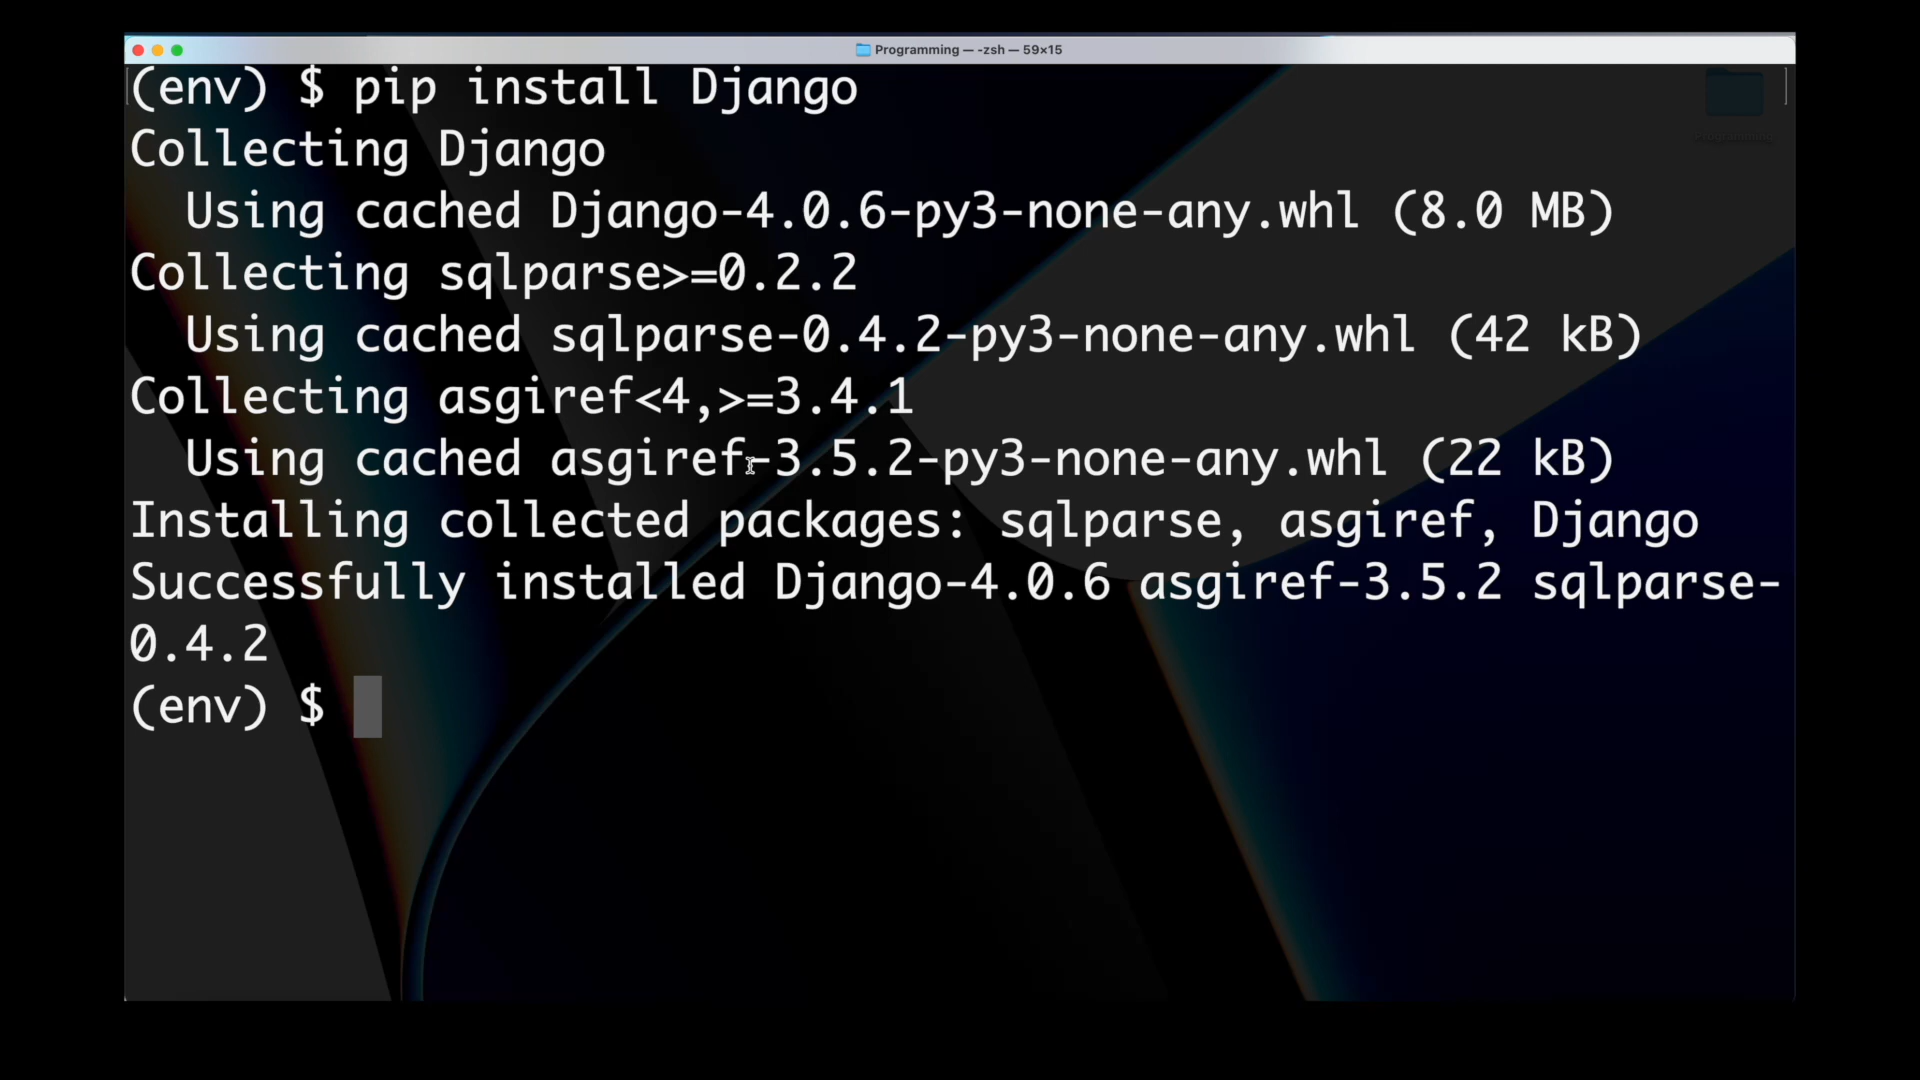 Programming — -zsh — 59×15
(env) $ pip install Django
Collecting Django
  Using cached Django-4.0.6-py3-none-any.whl (8.0 MB)
Collecting sqlparse>=0.2.2
  Using cached sqlparse-0.4.2-py3-none-any.whl (42 kB)
Collecting asgiref<4,>=3.4.1
  Using cached asgiref-3.5.2-py3-none-any.whl (22 kB)
Installing collected packages: sqlparse, asgiref, Django
Successfully installed Django-4.0.6 asgiref-3.5.2 sqlparse-
0.4.2
(env) $